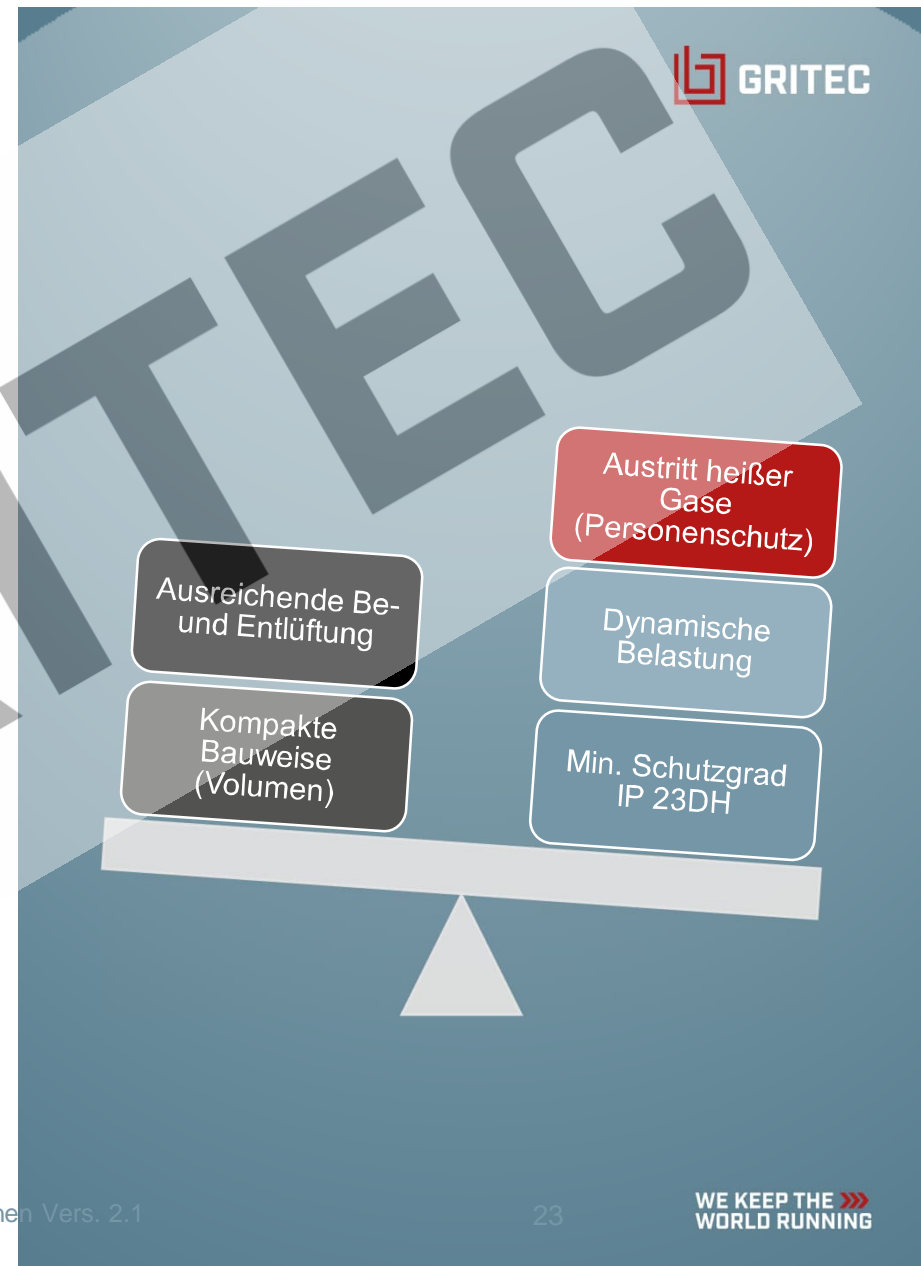 GRITEC
ITEC
Austritt heißer
Gase
(Personenschutz)
Ausreichende Be-
und Entlüftung
Dynamische
Belastung
Kompakte
Bauweise
(Volumen)
Min. Schutzgrad
IP 23DH
Vers. 2.1
23
WE KEEP THE
WORLD RUNNING